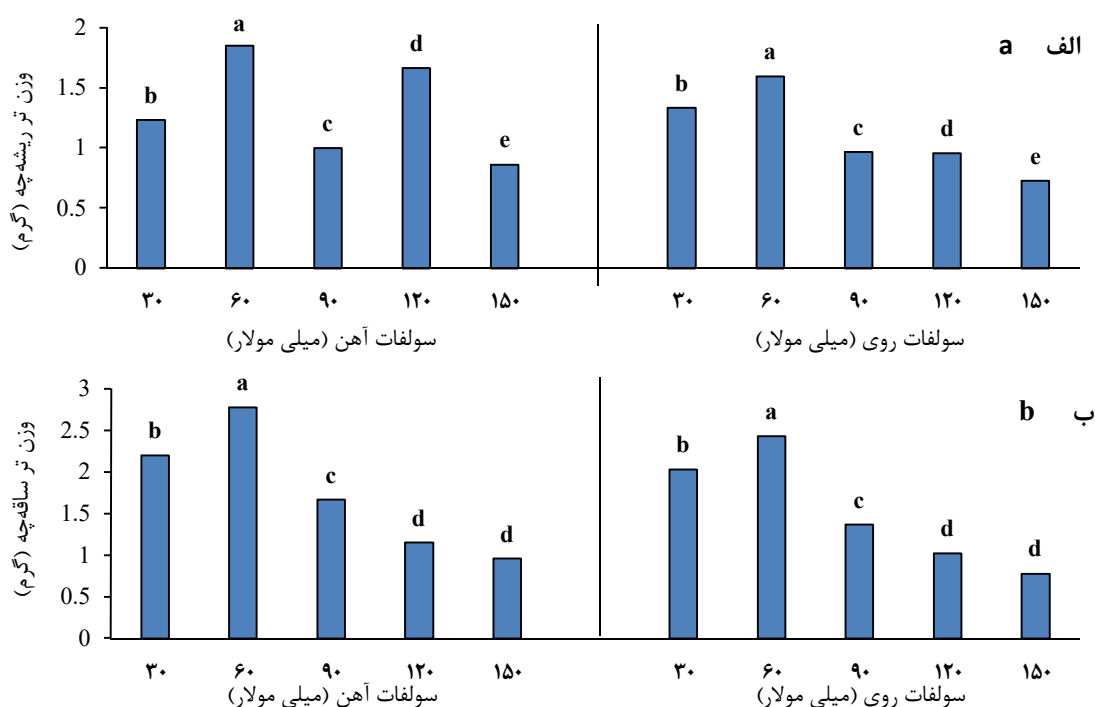 الف a
وزن تر ریشه‌چه (گرم)
2
1.5
1
0.5
0
b a c d e
b a c d e
۳۰ ۶۰ ۹۰ ۱۲۰ ۱۵۰
۳۰ ۶۰ ۹۰ ۱۲۰ ۱۵۰
سولفات آهن (میلی مولار)
سولفات روی (میلی مولار)
ب b
وزن تر ساقه‌چه (گرم)
3
2.5
2
1.5
1
0.5
0
b a c d d
b a c d d
۳۰ ۶۰ ۹۰ ۱۲۰ ۱۵۰
۳۰ ۶۰ ۹۰ ۱۲۰ ۱۵۰
سولفات آهن (میلی مولار)
سولفات روی (میلی مولار)